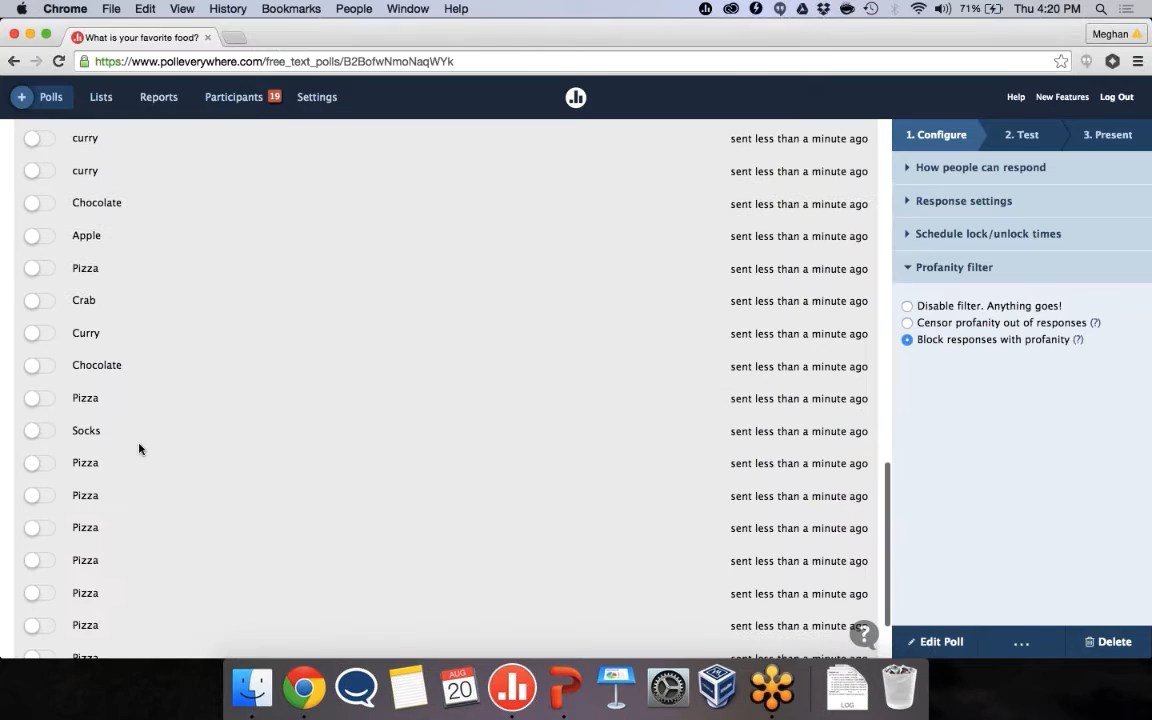 Chrome File Edit View History Bookmarks People Window Help 71% Thu 4:20 PM
What is your favorite food? Meghan
https://www.polleverywhere.com/free_text_polls/B2BofwNmoNaqWYk
+ Polls Lists Reports Participants 19 Settings Help New Features Log Out
1. Configure 2. Test 3. Present
curry sent less than a minute ago
curry sent less than a minute ago
Chocolate sent less than a minute ago
Apple sent less than a minute ago
Pizza sent less than a minute ago
Crab sent less than a minute ago
Curry sent less than a minute ago
Chocolate sent less than a minute ago
Pizza sent less than a minute ago
Socks sent less than a minute ago
Pizza sent less than a minute ago
Pizza sent less than a minute ago
Pizza sent less than a minute ago
Pizza sent less than a minute ago
Pizza sent less than a minute ago
Pizza sent less than a minute ago
Pizza
How people can respond
Response settings
Schedule lock/unlock times
Profanity filter
Disable filter. Anything goes!
Censor profanity out of responses (?)
Block responses with profanity (?)
?
Edit Poll ... Delete
AUG
20
LOG